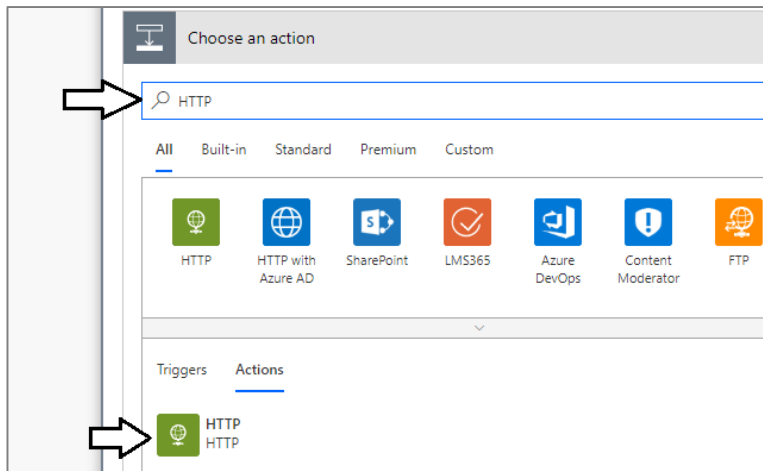 Choose an action
HTTP
All Built-in Standard Premium Custom
HTTP HTTP with Azure AD SharePoint LMS365 Azure DevOps Content Moderator FTP
Triggers Actions
HTTP
HTTP